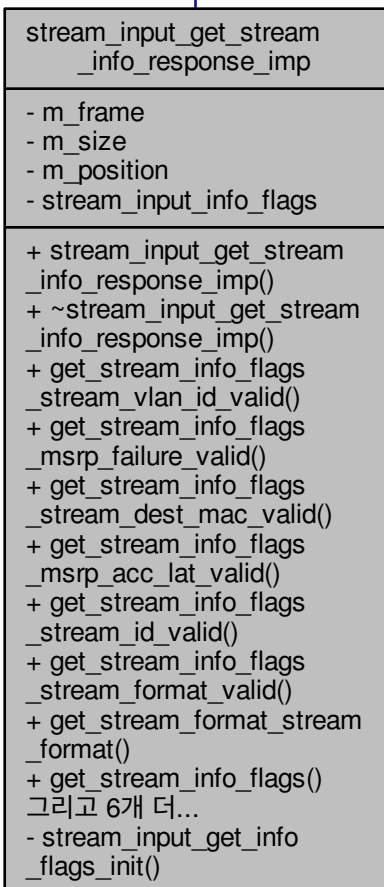 stream_input_get_stream
_info_response_imp
- m_frame
- m_size
- m_position
- stream_input_info_flags
+ stream_input_get_stream
_info_response_imp()
+ ~stream_input_get_stream
_info_response_imp()
+ get_stream_info_flags
_stream_vlan_id_valid()
+ get_stream_info_flags
_msrp_failure_valid()
+ get_stream_info_flags
_stream_dest_mac_valid()
+ get_stream_info_flags
_msrp_acc_lat_valid()
+ get_stream_info_flags
_stream_id_valid()
+ get_stream_info_flags
_stream_format_valid()
+ get_stream_format_stream
_format()
+ get_stream_info_flags()
그리고 6개 더...
- stream_input_get_info
_flags_init()